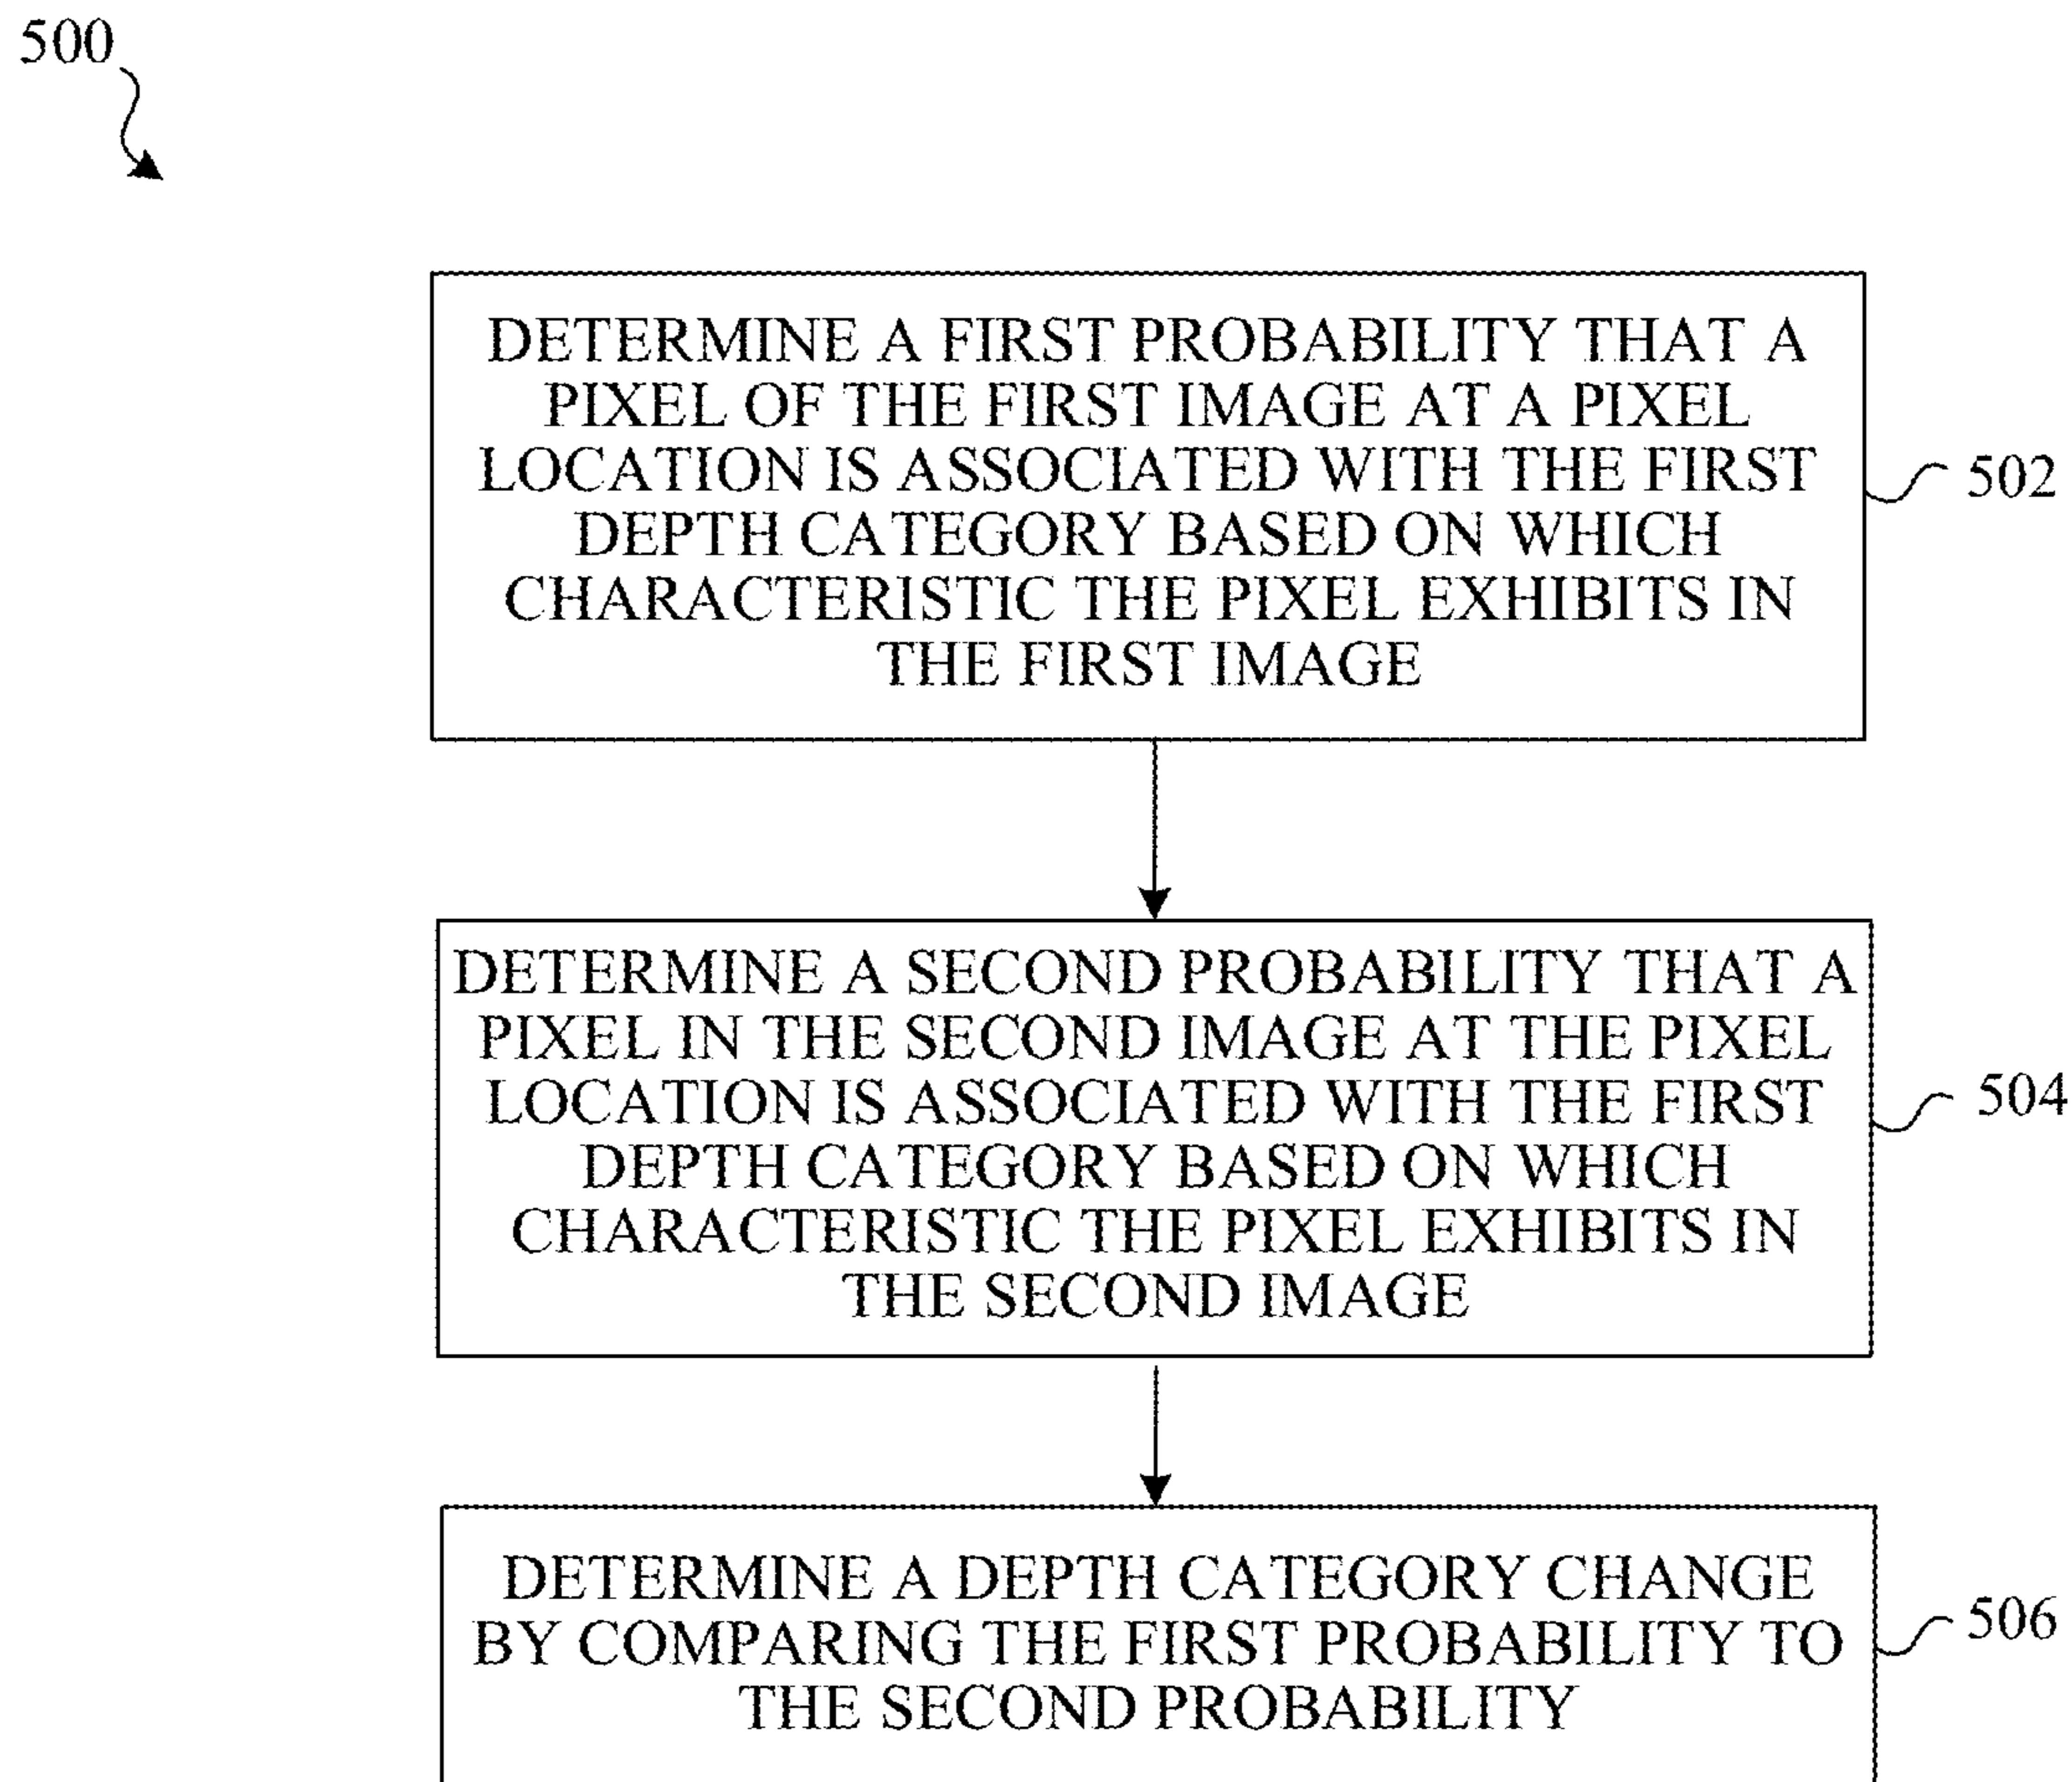 500
DETERMINE A FIRST PROBABILITY THAT A
PIXEL OF THE FIRST IMAGE AT A PIXEL
LOCATION IS ASSOCIATED WITH THE FIRST
DEPTH CATEGORY BASED ON WHICH
CHARACTERISTIC THE PIXEL EXHIBITS IN
THE FIRST IMAGE
502
DETERMINE A SECOND PROBABILITY THAT A
PIXEL IN THE SECOND IMAGE AT THE PIXEL
LOCATION IS ASSOCIATED WITH THE FIRST
DEPTH CATEGORY BASED ON WHICH
CHARACTERISTIC THE PIXEL EXHIBITS IN
THE SECOND IMAGE
504
DETERMINE A DEPTH CATEGORY CHANGE
BY COMPARING THE FIRST PROBABILITY TO
THE SECOND PROBABILITY
506